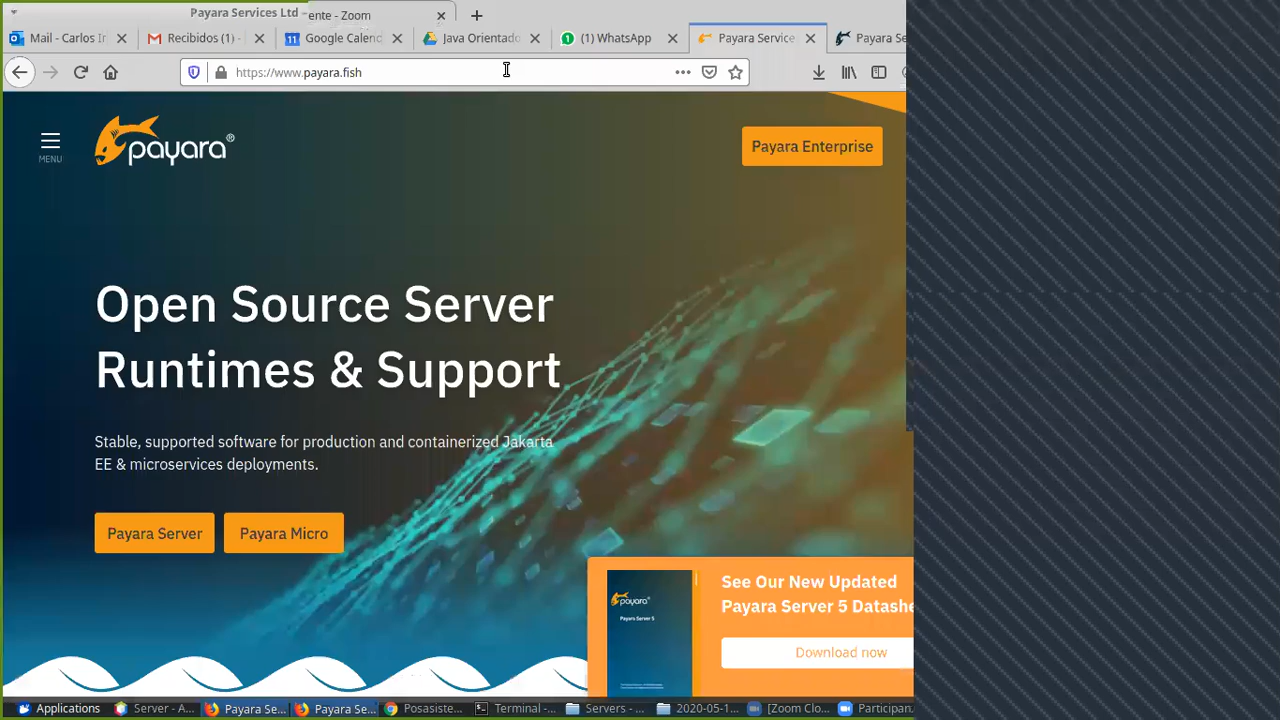 Payara Services Ltd -
ente - Zoom
Mail - Carlos Ir
Recibidos (1) -
Google Calend
Java Orientado
(1) WhatsApp
Payara Service
Payara Se
https://www.payara.fish
MENU
payara®
Payara Enterprise
Open Source Server
Runtimes & Support
Stable, supported software for production and containerized Jakarta
EE & microservices deployments.
Payara Server
Payara Micro
See Our New Updated
Payara Server 5 Datashe
Download now
payara
Payara Server 5
Applications
Server - A...
Payara Se...
Payara Se...
Posasiste...
Terminal -...
Servers - ...
2020-05-1...
[Zoom Clo...
Participan